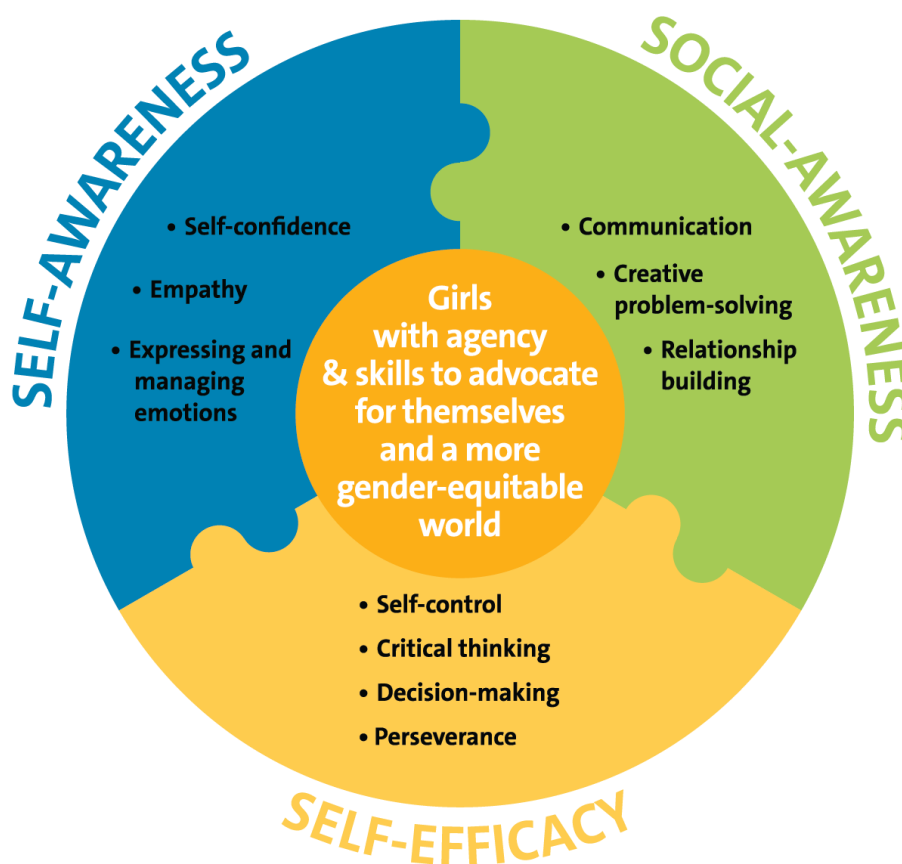 SELF-AWARENESS
• Self-confidence
• Empathy
• Expressing and
managing
emotions
SOCIAL-AWARENESS
• Communication
• Creative
problem-solving
• Relationship
building
Girls
with agency
& skills to advocate
for themselves
and a more
gender-equitable
world
• Self-control
• Critical thinking
• Decision-making
• Perseverance
SELF-EFFICACY